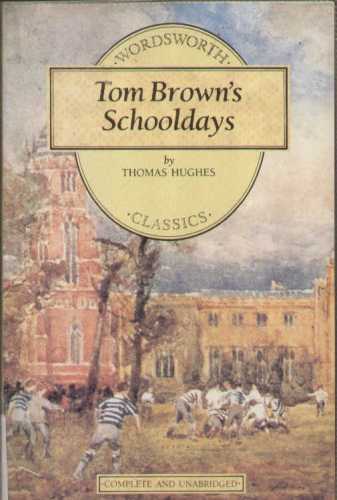 ·WORDSWORTH·
Tom Brown's
Schooldays
by
THOMAS HUGHES
·CLASSICS·
·COMPLETE AND UNABRIDGED·